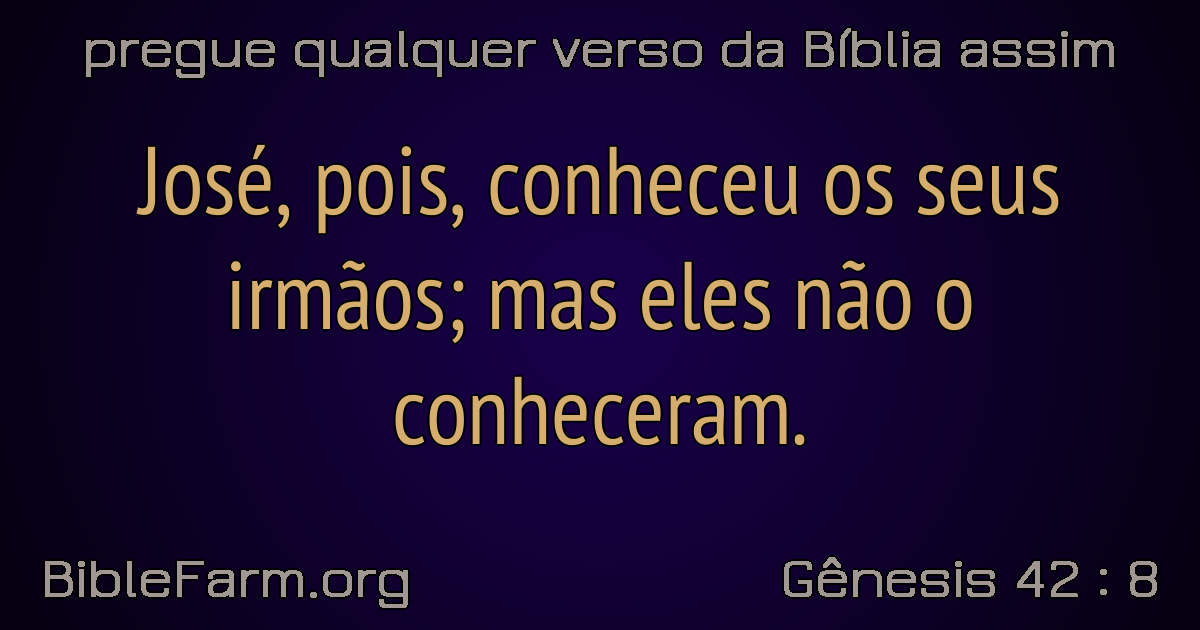 pregue qualquer verso da Bíblia assim
José, pois, conheceu os seus
irmãos; mas eles não o
conheceram.
BibleFarm.org
Gênesis 42 : 8